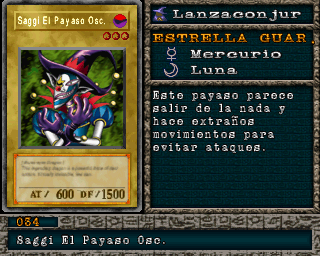 Saggi El Payaso Osc.
AT/ 600 DF/1500
Lanzaconjur
ESTRELLA GUAR.
Mercurio
Luna
Este payaso parece
salir de la nada y
hace extraños
movimientos para
evitar ataques.
034
Saggi El Payaso Osc.